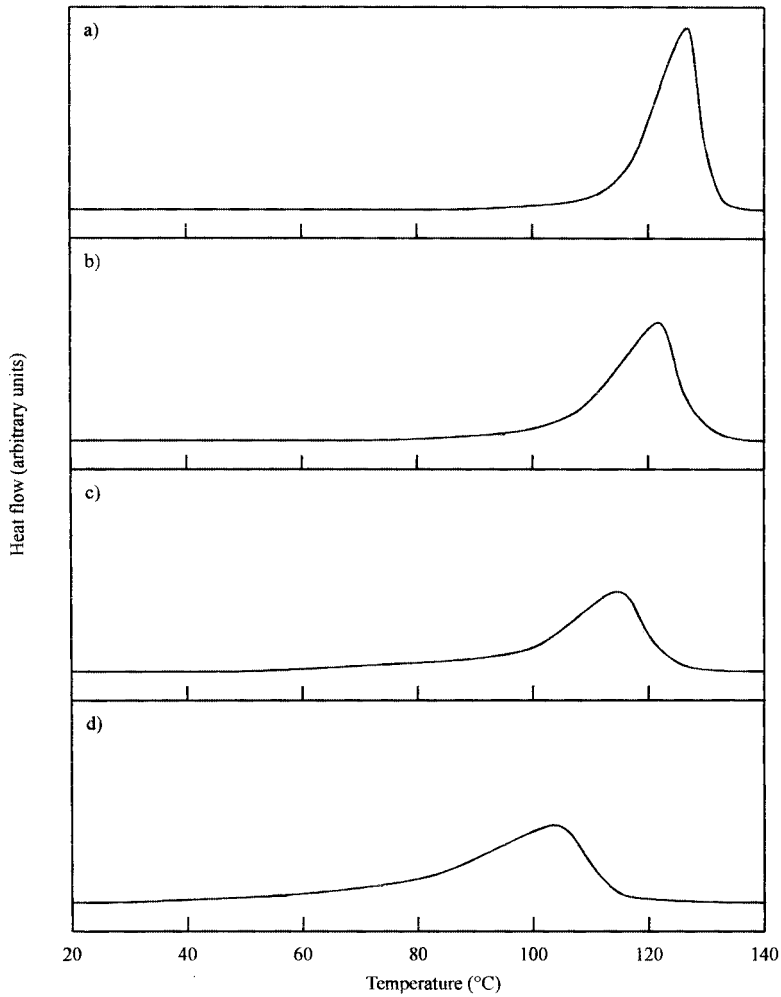 a)
b)
c)
d)
Heat flow (arbitrary units)
20 40 60 80 100 120 140
Temperature (°C)